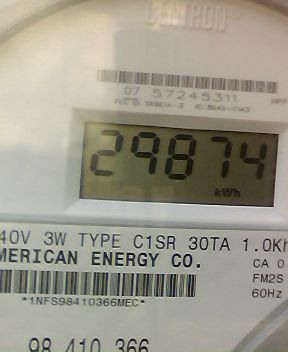 CENTRON
07 57245311
29874
kWh
40V 3W TYPE C1SR 30TA 1.0Kh
MERICAN ENERGY CO.
CA 0.
FM2S
*1NFS98410366MEC*
60Hz
98 410 366